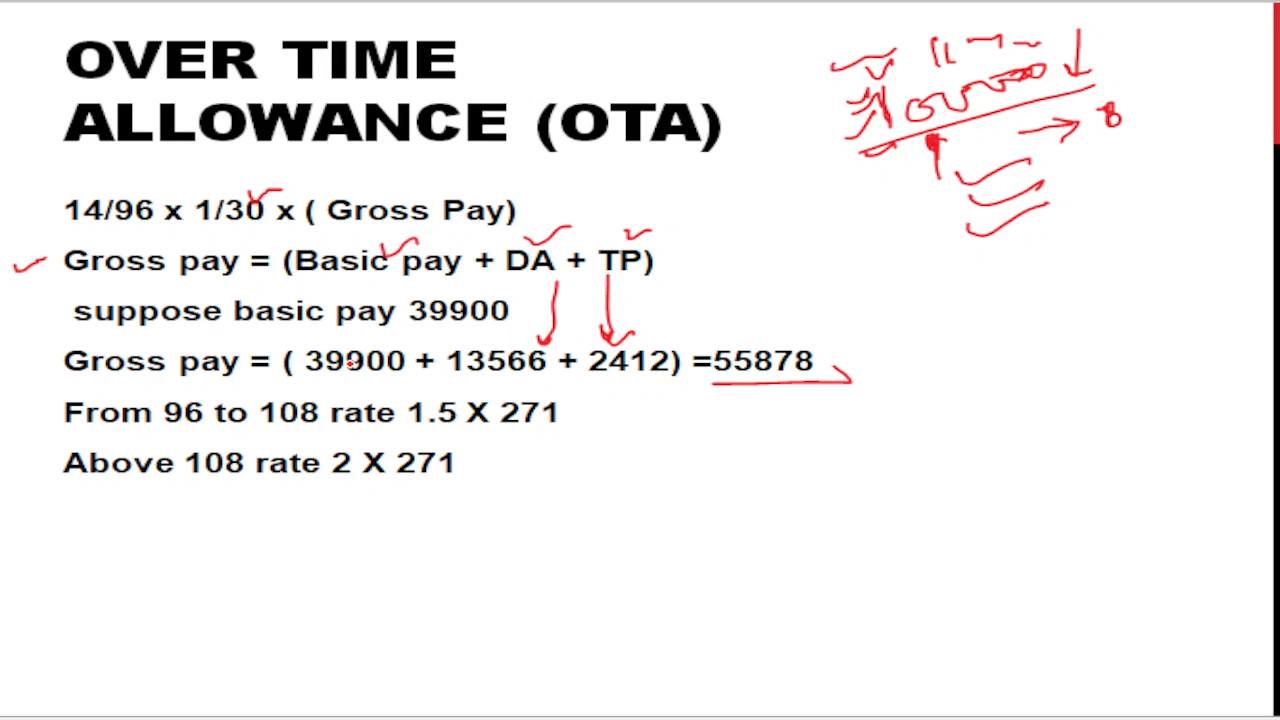 OVER TIME
ALLOWANCE (OTA)
14/96 x 1/30 x ( Gross Pay)
Gross pay = (Basic pay + DA + TP)
suppose basic pay 39900
Gross pay = ( 39900 + 13566 + 2412) =55878
From 96 to 108 rate 1.5 X 271
Above 108 rate 2 X 271